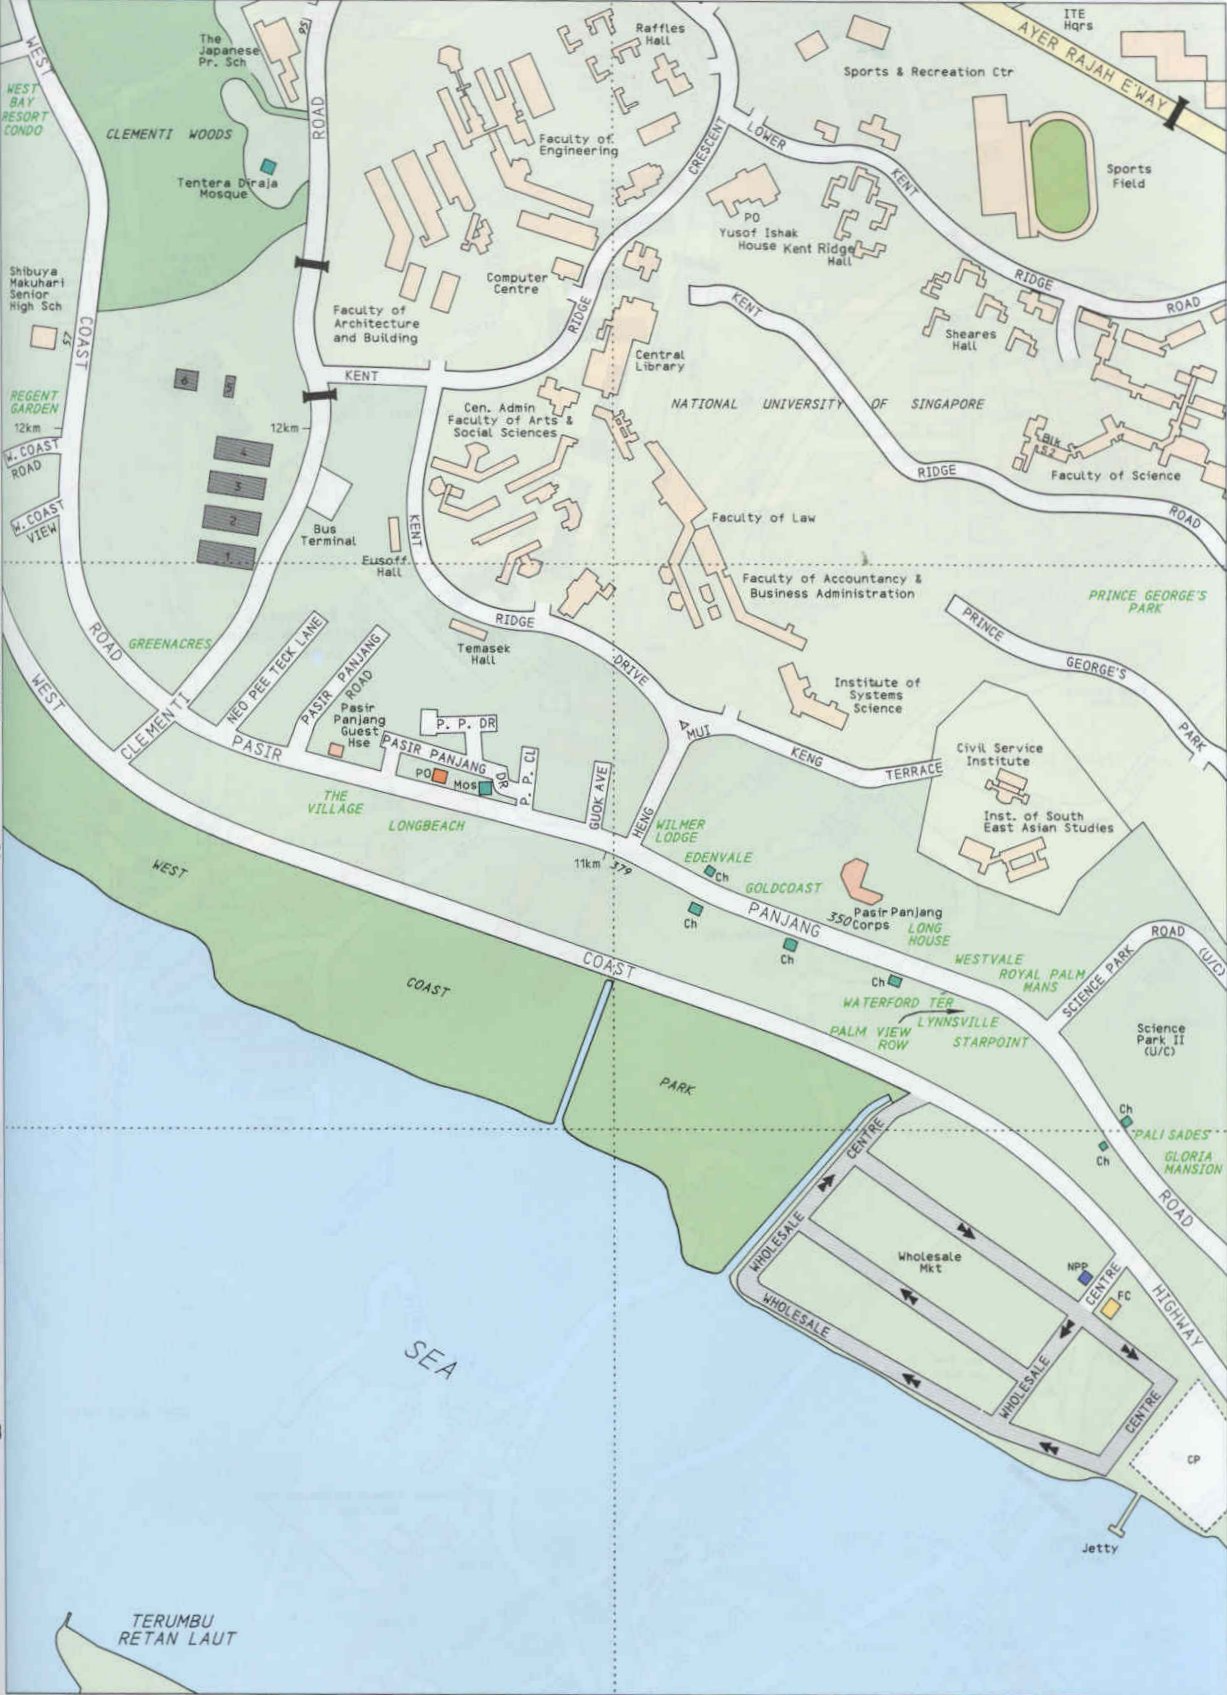 WEST
WEST
BAY
RESORT
CONDO
CLEMENTI WOODS
The
Japanese
Pr. Sch
95
ROAD
Tentera Diraja
Mosque
Raffles
Hall
Faculty of
Engineering
CRESCENT
Sports & Recreation Ctr
ITE
Hqrs
AYER RAJAH E'WAY
Sports
Field
LOWER
KENT
RIDGE
ROAD
PO
Yusof Ishak
House
Kent Ridge
Hall
Sheares
Hall
Shibuya
Makuhari
Senior
High Sch
COAST
Faculty of
Architecture
and Building
Computer
Centre
RIDGE
KENT
Central
Library
KENT
NATIONAL UNIVERSITY OF SINGAPORE
Cen. Admin
Faculty of Arts &
Social Sciences
REGENT
GARDEN
12km
12km
W. COAST
ROAD
W. COAST
VIEW
6
5
4
3
2
1
Bus
Terminal
Eusoff
Hall
KENT
Faculty of Law
RIDGE
ROAD
Blk
S2
Faculty of Science
Faculty of Accountancy &
Business Administration
PRINCE GEORGE'S
PARK
PRINCE
GEORGE'S
PARK
ROAD
GREENACRES
WEST
CLEMENTI
NEO PEE TECK LANE
PASIR PANJANG
ROAD
RIDGE
DRIVE
Temasek
Hall
Institute of
Systems
Science
Pasir
Panjang
Guest
Hse
P. P. DR
PASIR PANJANG
DR
P. P. CL
PASIR
PO
Mos
GUOK AVE
HENG
MUI
KENG
TERRACE
Civil Service
Institute
Inst. of South
East Asian Studies
THE
VILLAGE
LONGBEACH
WILMER
LODGE
11km
379
EDENVALE
Ch
GOLDCOAST
Ch
PANJANG
350
Pasir Panjang
Corps
LONG
HOUSE
Ch
Ch
WESTVALE
ROYAL PALM
MANS
SCIENCE PARK
ROAD
(U/C)
WATERFORD TER
LYNNSVILLE
PALM VIEW
ROW
STARPOINT
Science
Park II
(U/C)
WEST
COAST
COAST
PARK
Ch
PALISADES
Ch
GLORIA
MANSION
ROAD
CENTRE
WHOLESALE
WHOLESALE
Wholesale
Mkt
NPP
CENTRE
FC
HIGHWAY
WHOLESALE
CENTRE
CP
Jetty
SEA
TERUMBU
RETAN LAUT